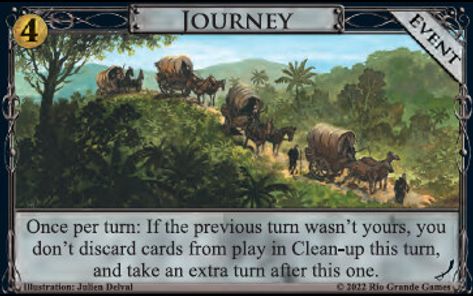 JOURNEY
4
EVENT
Once per turn: If the previous turn wasn't yours, you
don't discard cards from play in Clean-up this turn,
and take an extra turn after this one.
Illustration: Julien Delval
© 2022 Rio Grande Games